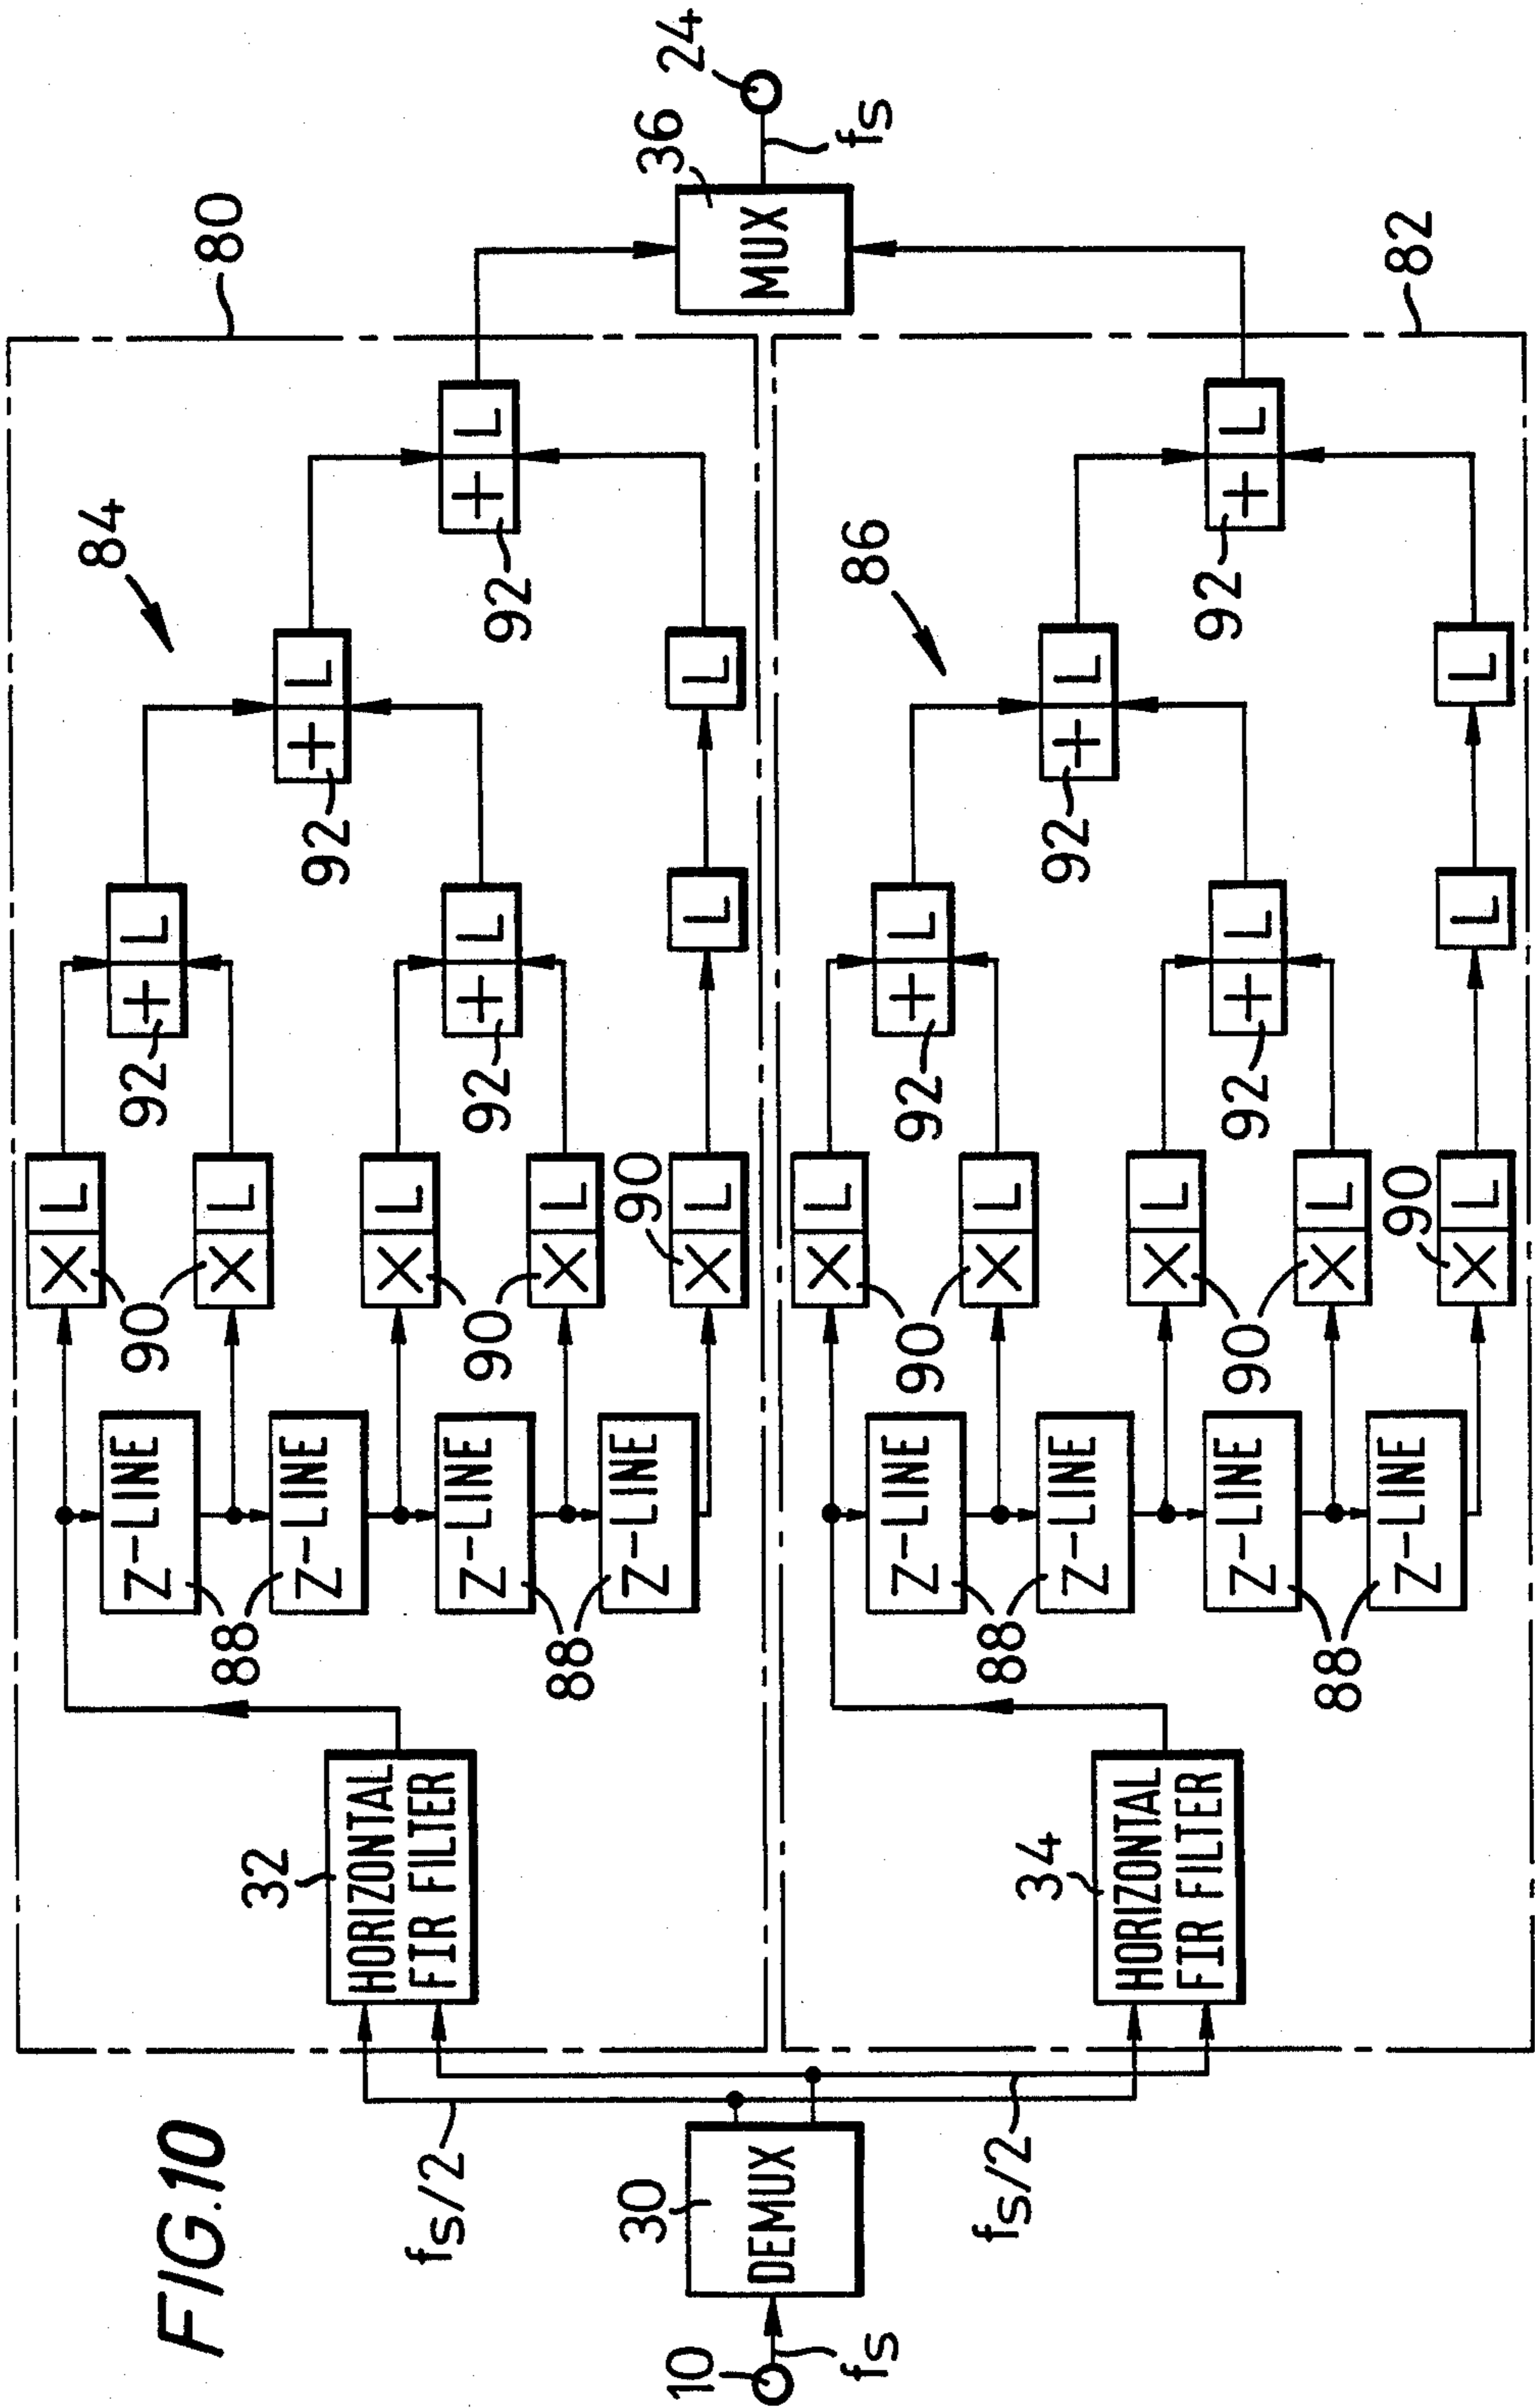 FIG.10
10
fs
30
DEMUX
fs/2
fs/2
80
32
HORIZONTAL
FIR FILTER
88
Z-LINE
Z-LINE
88
Z-LINE
Z-LINE
90
X L
X L
90
X L
X L
90
X L
84
92
+ L
92
+ L
L
92
+ L
L
92
+ L
82
34
HORIZONTAL
FIR FILTER
88
Z-LINE
Z-LINE
88
Z-LINE
Z-LINE
90
X L
X L
90
X L
X L
90
X L
86
92
+ L
92
+ L
L
92
+ L
L
92
+ L
36
MUX
fs
24